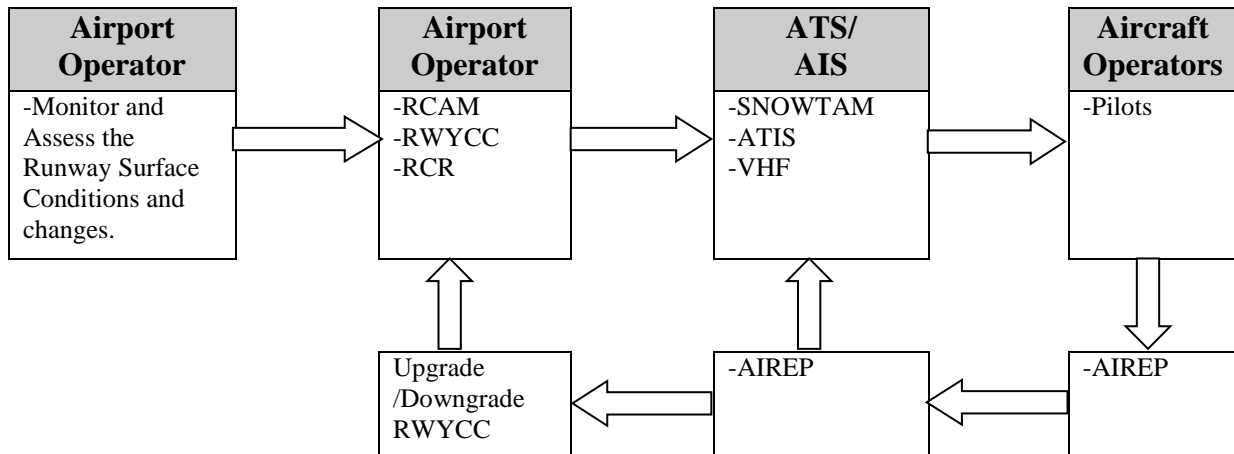 Airport
Operator
-Monitor and
Assess the
Runway Surface
Conditions and
changes.
Airport
Operator
-RCAM
-RWYCC
-RCR
ATS/
AIS
-SNOWTAM
-ATIS
-VHF
Aircraft
Operators
-Pilots
Upgrade
/Downgrade
RWYCC
-AIREP
-AIREP